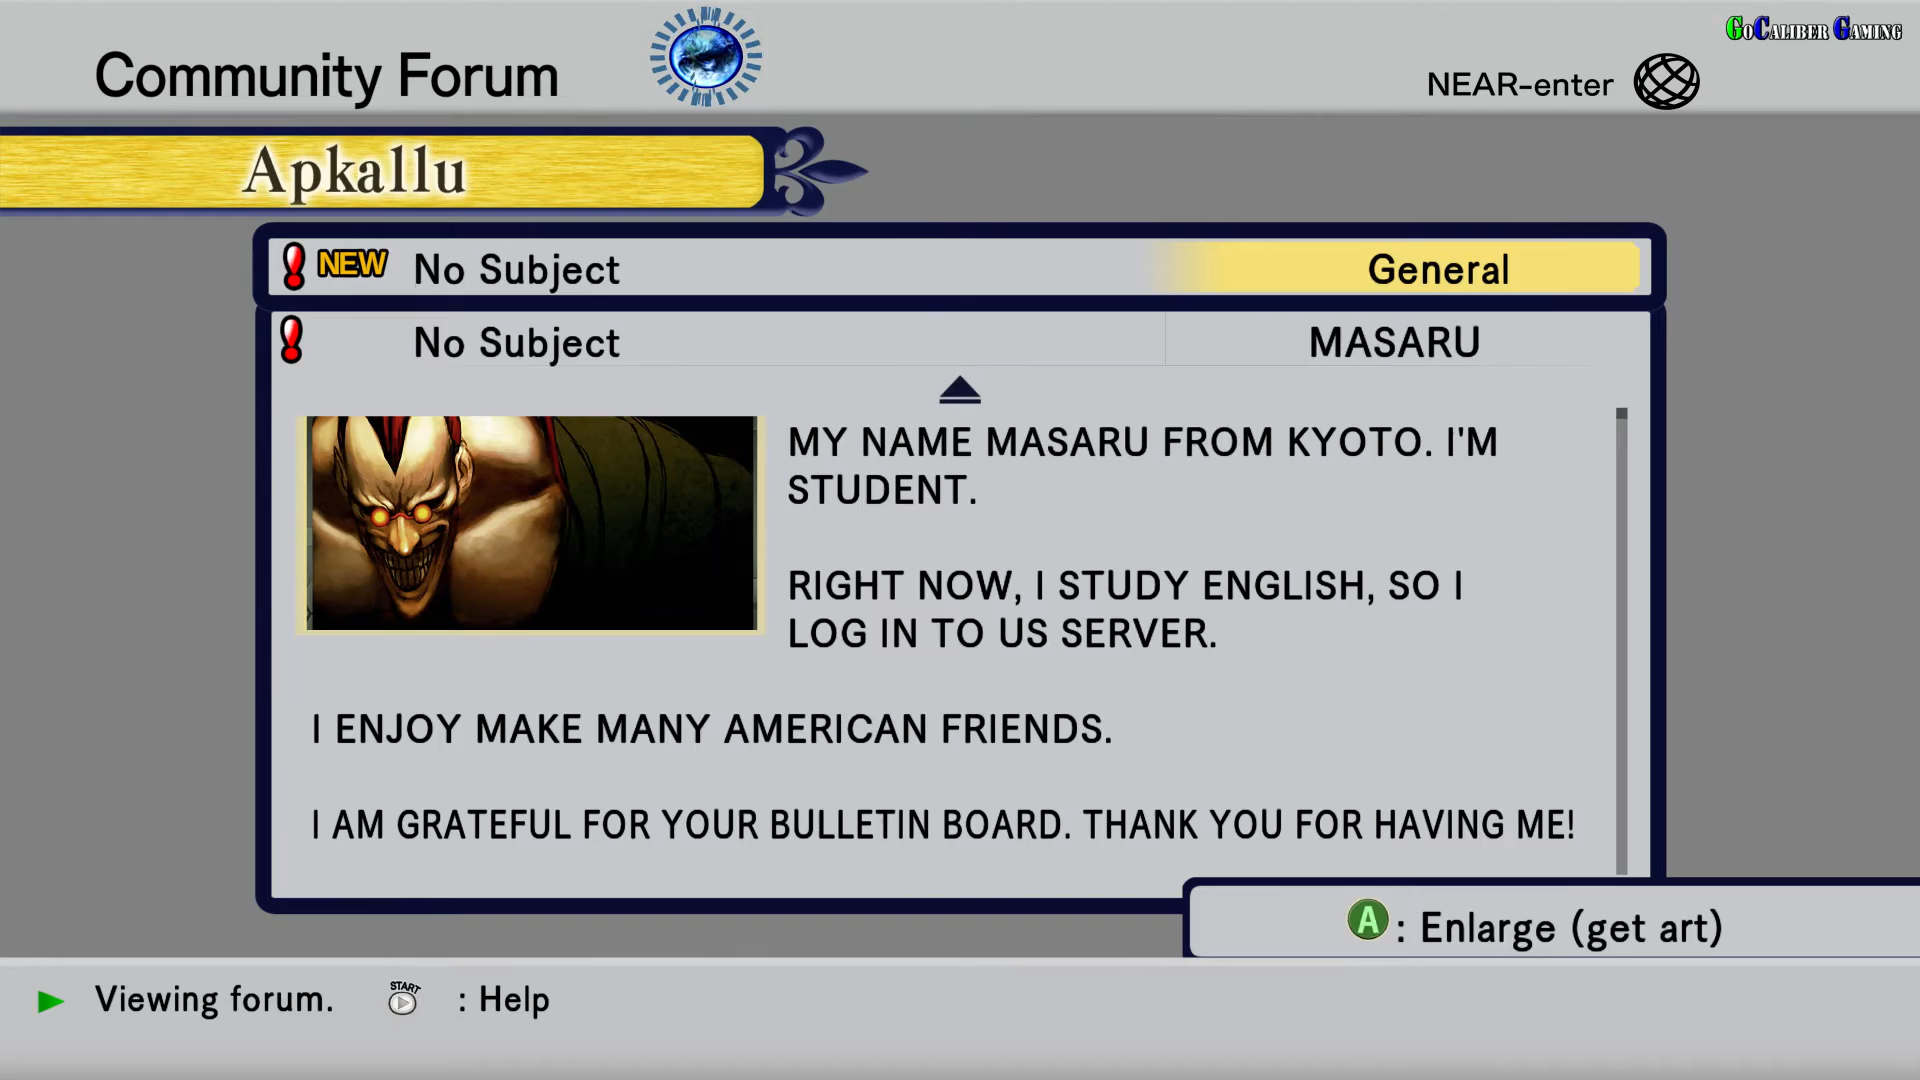 GoCaliber Gaming
Community Forum
NEAR-enter
Apkallu
NEW No Subject General
No Subject MASARU
MY NAME MASARU FROM KYOTO. I'M
STUDENT.
RIGHT NOW, I STUDY ENGLISH, SO I
LOG IN TO US SERVER.
I ENJOY MAKE MANY AMERICAN FRIENDS.
I AM GRATEFUL FOR YOUR BULLETIN BOARD. THANK YOU FOR HAVING ME!
A : Enlarge (get art)
Viewing forum. START : Help